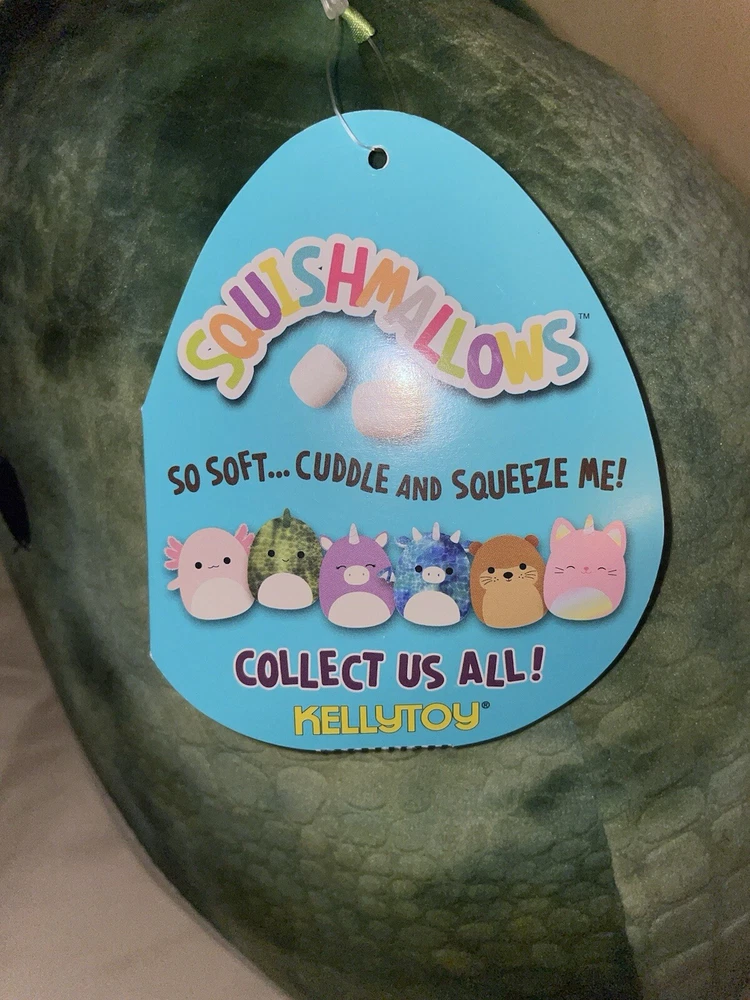 SQUISHMALLOWS™
SO SOFT... CUDDLE AND SQUEEZE ME!
COLLECT US ALL!
KELLYTOY®